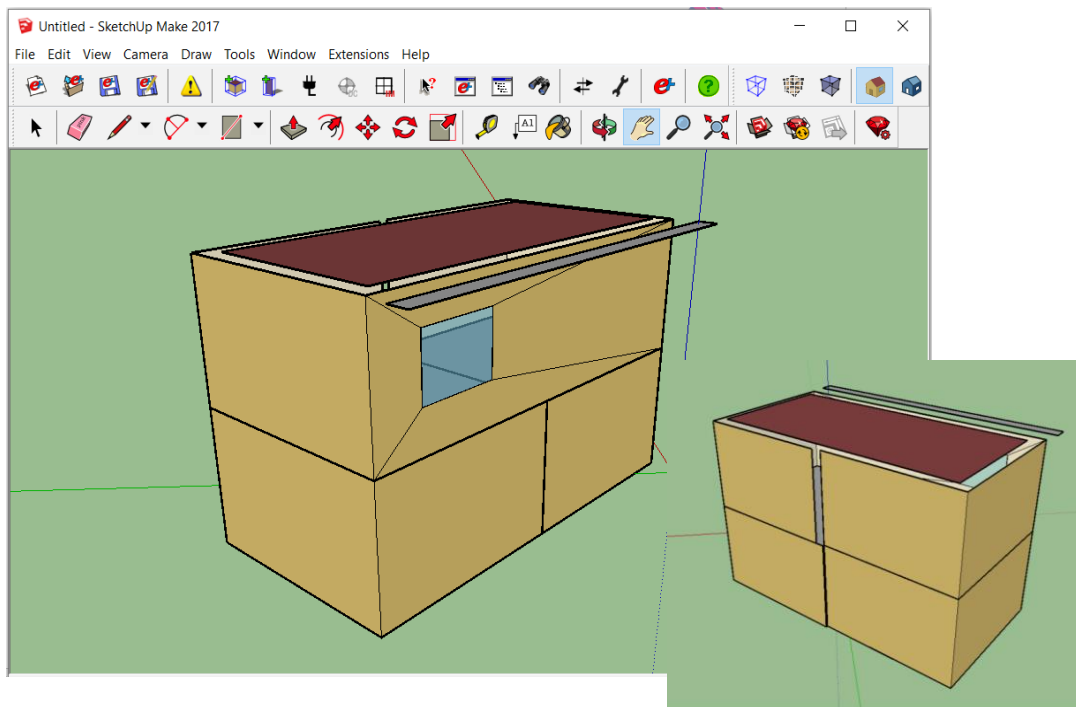 Untitled - SketchUp Make 2017
File Edit View Camera Draw Tools Window Extensions Help
A1